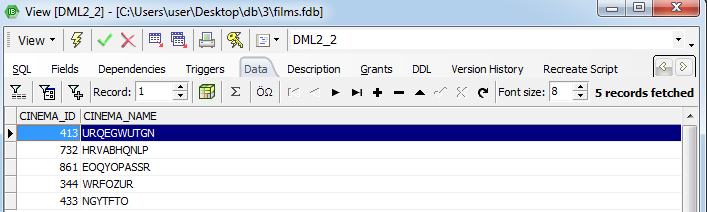 View [DML2_2] - [C:\Users\user\Desktop\db\3\films.fdb]
View DML2_2
SQL Fields Dependencies Triggers Data Description Grants DDL Version History Recreate Script
Record: 1 Σ ÖΩ Font size: 8 5 records fetched
CINEMA_ID CINEMA_NAME
413 URQEGWUTGN
732 HRVABHQNLP
861 EOQYOPASSR
344 WRFOZUR
433 NGYTFTO